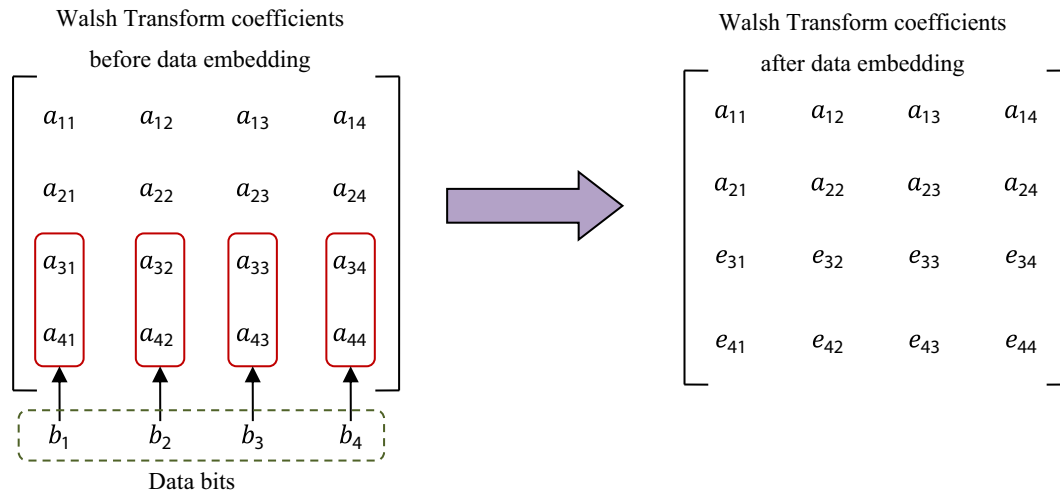 Walsh Transform coefficients
before data embedding
a₁₁ a₁₂ a₁₃ a₁₄
a₂₁ a₂₂ a₂₃ a₂₄
a₃₁ a₃₂ a₃₃ a₃₄
a₄₁ a₄₂ a₄₃ a₄₄
b₁ b₂ b₃ b₄
Data bits
Walsh Transform coefficients
after data embedding
a₁₁ a₁₂ a₁₃ a₁₄
a₂₁ a₂₂ a₂₃ a₂₄
e₃₁ e₃₂ e₃₃ e₃₄
e₄₁ e₄₂ e₄₃ e₄₄